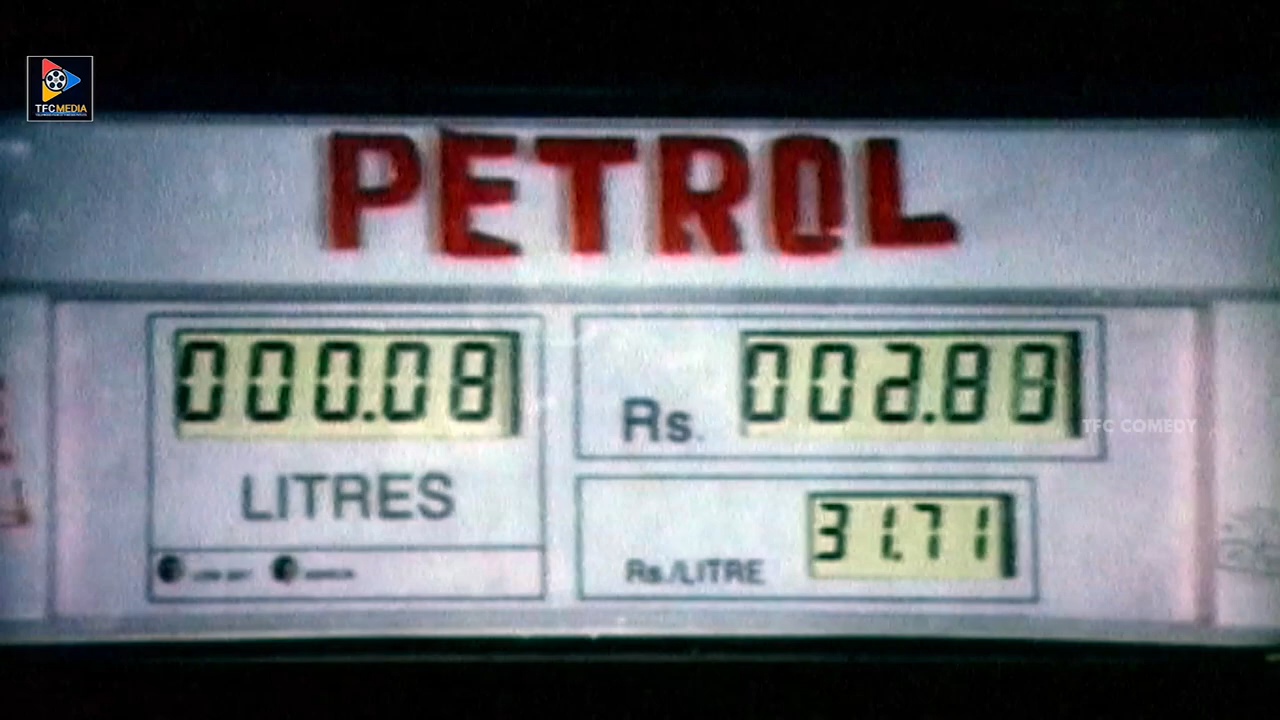 TFCMEDIA
PETROL
000.08
Rs. 002.88
TFC COMEDY
LITRES
Rs./LITRE 31.71